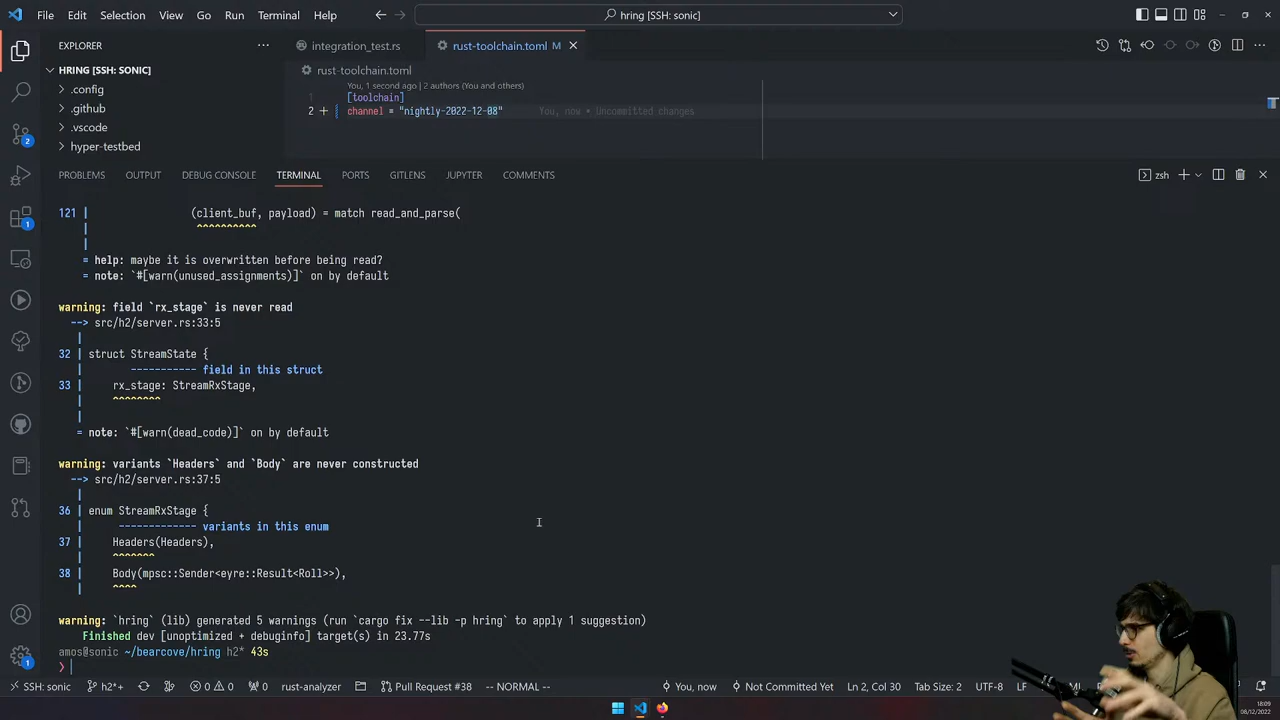 File Edit Selection View Go Run Terminal Help
hring [SSH: sonic]
EXPLORER
integration_test.rs
rust-toolchain.toml M
HRING [SSH: SONIC]
.config
.github
.vscode
hyper-testbed
rust-toolchain.toml
You, 1 second ago | 2 authors (You and others)
1 [toolchain]
2 channel = "nightly-2022-12-08" You, now • Uncommitted changes
PROBLEMS OUTPUT DEBUG CONSOLE TERMINAL PORTS GITLENS JUPYTER COMMENTS
zsh
121 | (client_buf, payload) = match read_and_parse(
| ^^^^^^^^^^
|
= help: maybe it is overwritten before being read?
= note: `#[warn(unused_assignments)]` on by default
warning: field `rx_stage` is never read
--> src/h2/server.rs:33:5
|
32 | struct StreamState {
| ----------- field in this struct
33 | rx_stage: StreamRxStage,
| ^^^^^^^^
|
= note: `#[warn(dead_code)]` on by default
warning: variants `Headers` and `Body` are never constructed
--> src/h2/server.rs:37:5
|
36 | enum StreamRxStage {
| ------------- variants in this enum
37 | Headers(Headers),
| ^^^^^^^
38 | Body(mpsc::Sender<eyre::Result<Roll>>),
| ^^^^
warning: `hring` (lib) generated 5 warnings (run `cargo fix --lib -p hring` to apply 1 suggestion)
Finished dev [unoptimized + debuginfo] target(s) in 23.77s
amos@sonic ~/bearcove/hring h2* 43s
❯
2
1
1
SSH: sonic h2*+ 0 0 0 rust-analyzer Pull Request #38 -- NORMAL -- You, now Not Committed Yet Ln 2, Col 30 Tab Size: 2 UTF-8 LF
18:09
08/12/2022